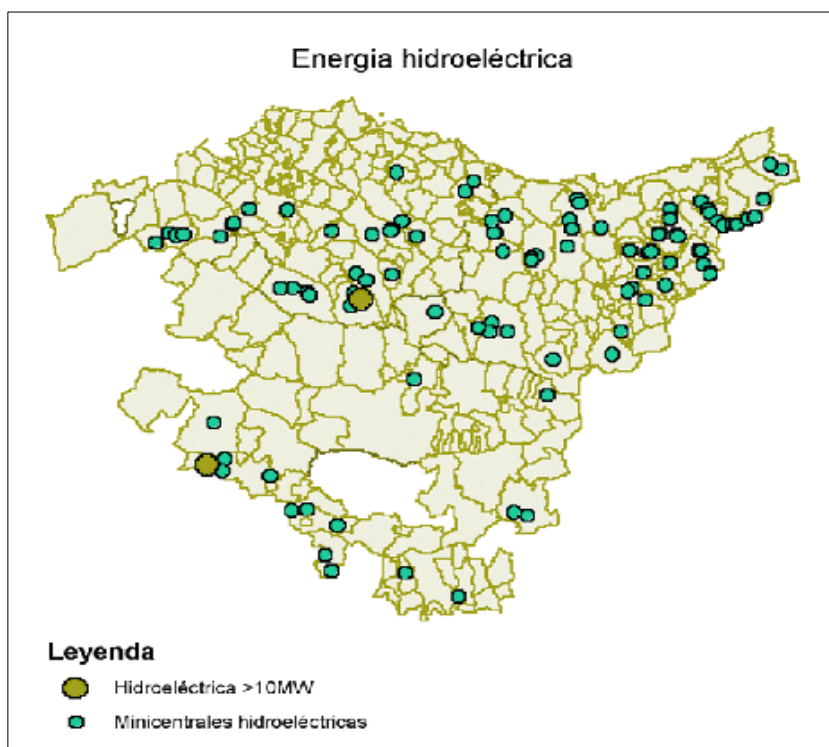 Energia hidroeléctrica
Leyenda
Hidroeléctrica >10MW
Minicentrales hidroeléctricas